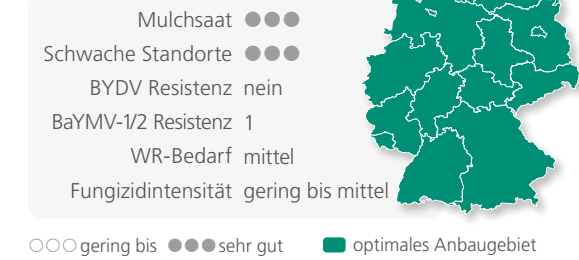 Mulchsaat ●●●
Schwache Standorte ●●●
BYDV Resistenz nein
BaYMV-1/2 Resistenz 1
WR-Bedarf mittel
Fungizidintensität gering bis mittel
○○○ gering bis ●●● sehr gut optimales Anbaugebiet